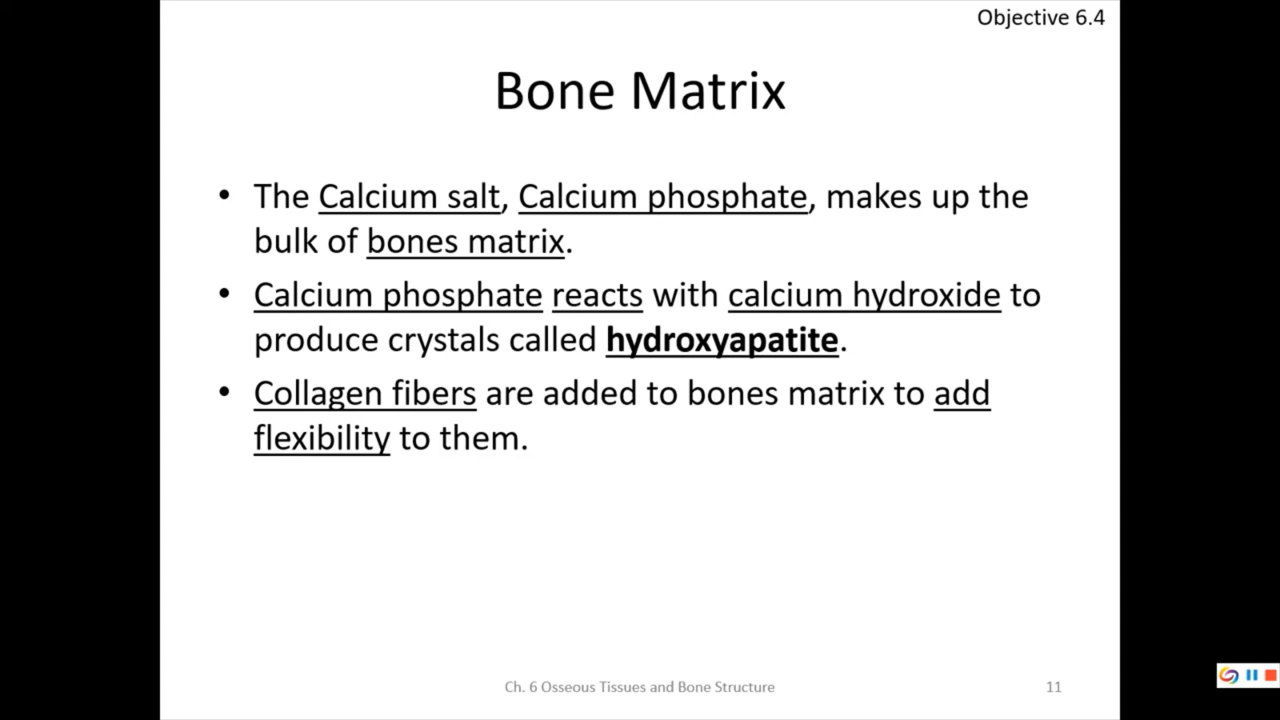 Objective 6.4
Bone Matrix
• The Calcium salt, Calcium phosphate, makes up the
bulk of bones matrix.
• Calcium phosphate reacts with calcium hydroxide to
produce crystals called hydroxyapatite.
• Collagen fibers are added to bones matrix to add
flexibility to them.
Ch. 6 Osseous Tissues and Bone Structure
11